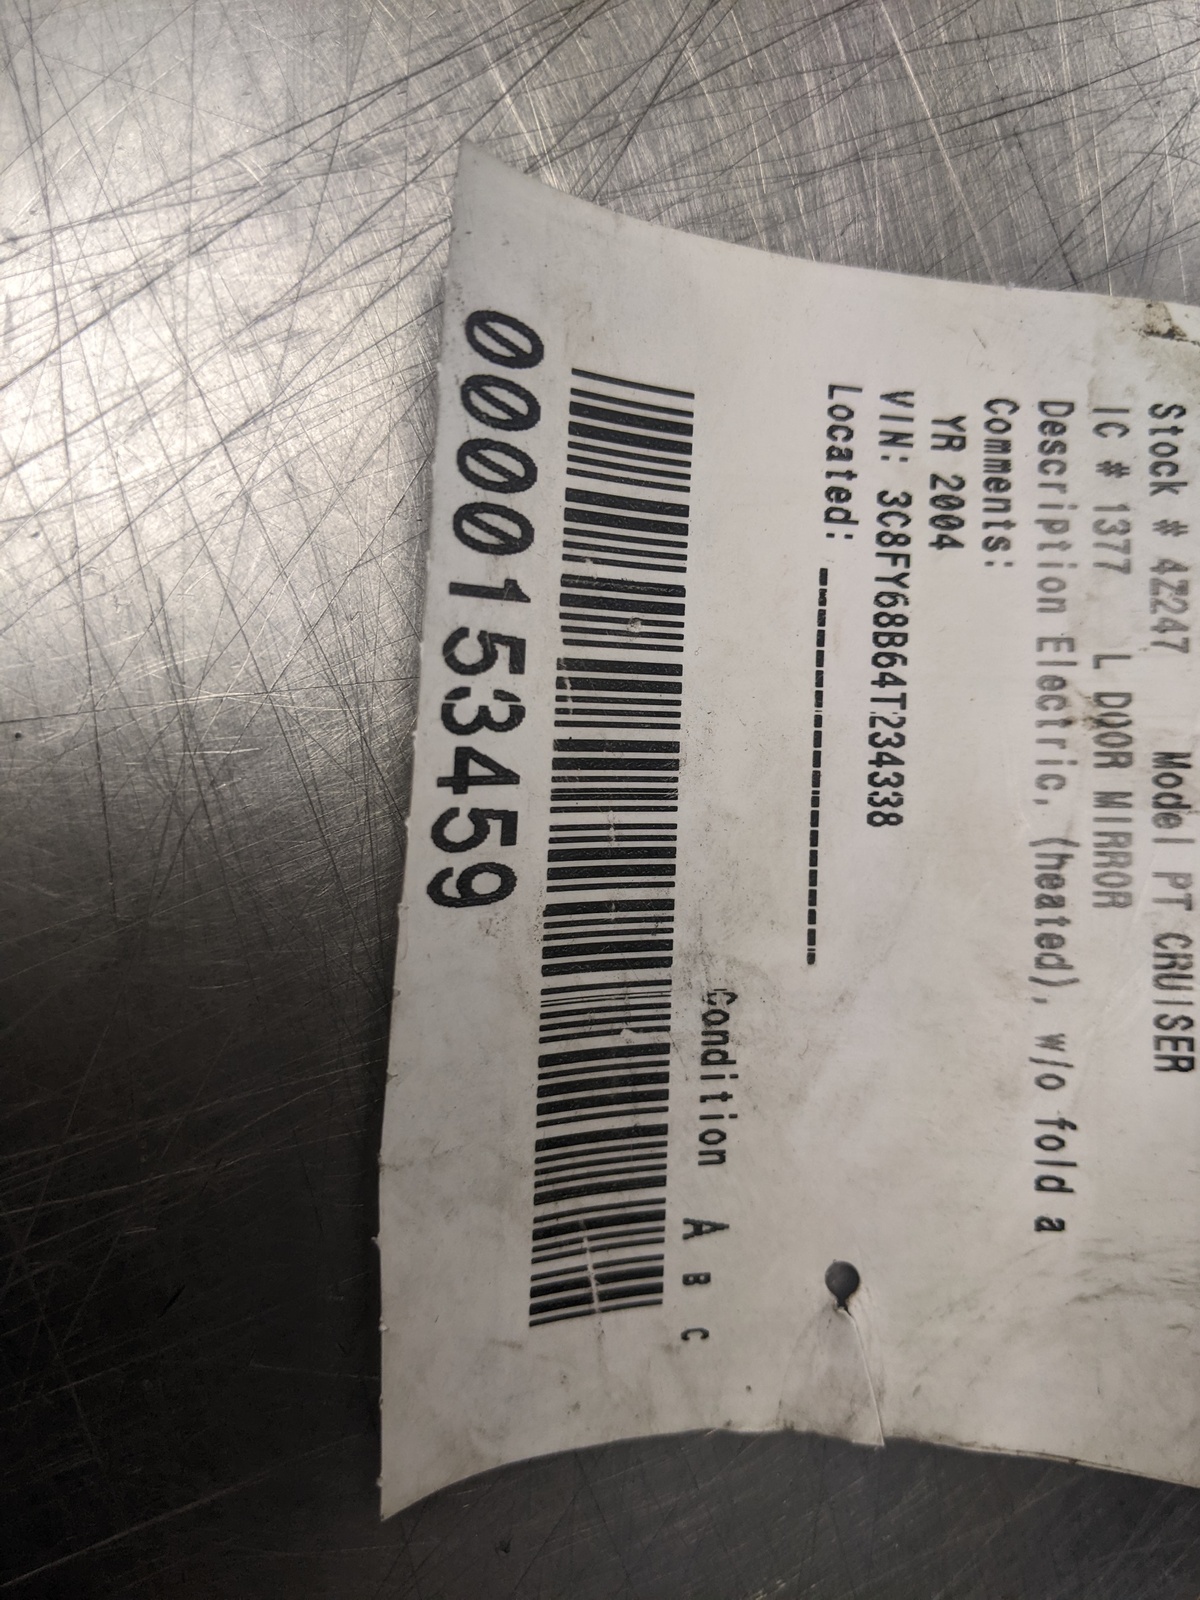 Stock # 4Z247 Model PT CRUISER
IC # 1377 L DOOR MIRROR
Description Electric, (heated), w/o fold a
Comments:
YR 2004
VIN: 3C8FY68B64T234338
Located: _______________
Condition A B C
0000153459